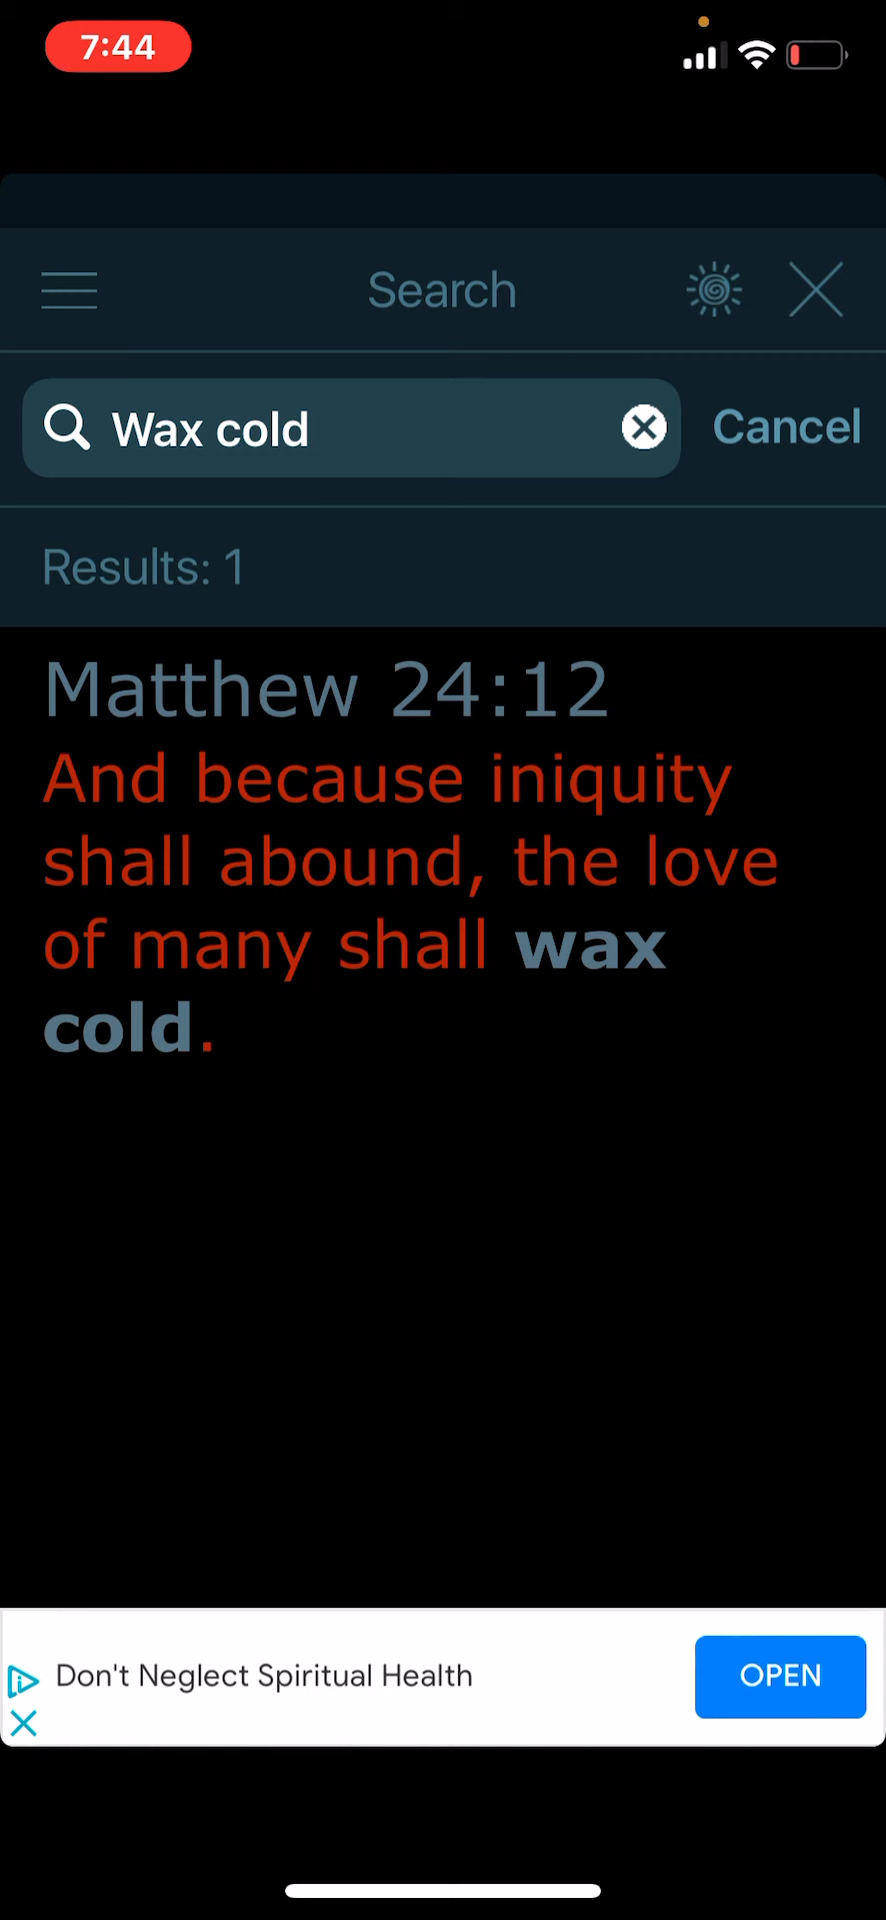 7:44
Search
Wax cold
Cancel
Results: 1
Matthew 24:12
And because iniquity
shall abound, the love
of many shall wax
cold.
Don't Neglect Spiritual Health
OPEN